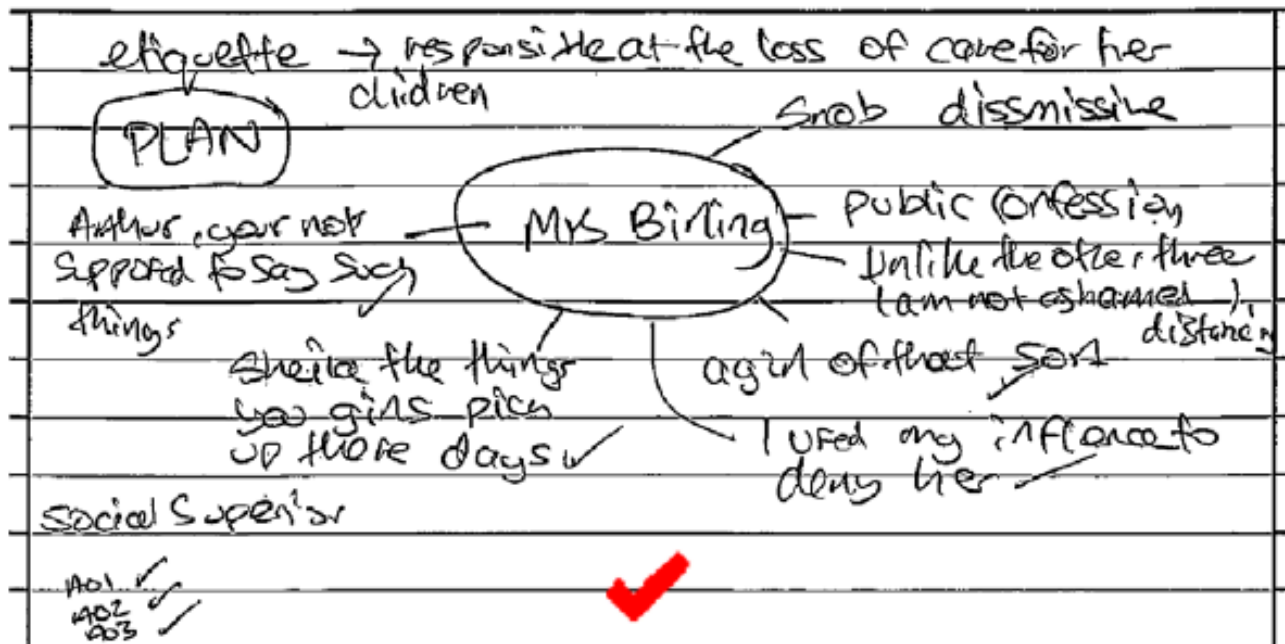 etiquette → responsible at the loss of care for her
children
PLAN
Snob dissmissive
Mrs Birling
public confession
Arthur, your not
supposed to say such
things
Unlike the other three
I am not ashamed),
distancing
Sheila the things
you girls pick
up these days ✓
a girl of that sort
I used my influence to
deny her
social Superior
AO1 ✓
AO2 ✓
AO3 ✓